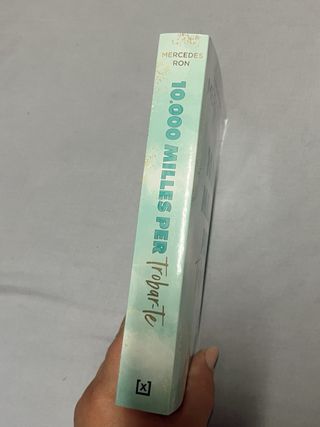 MERCEDES
RON
10.000 MILLES PER
trobar-te
[x]